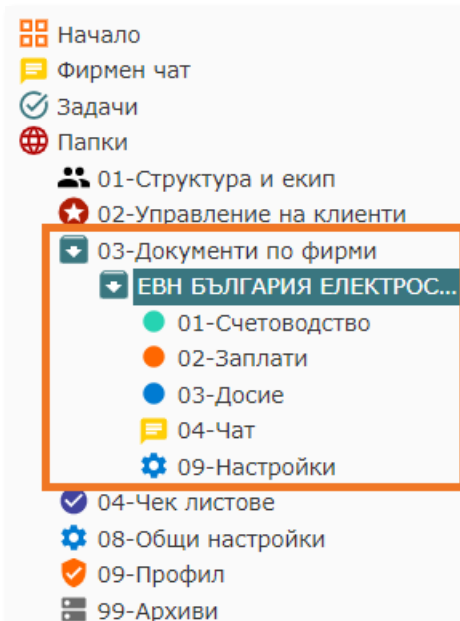 Начало
Фирмен чат
Задачи
Папки
01-Структура и екип
02-Управление на клиенти
03-Документи по фирми
ЕВН БЪЛГАРИЯ ЕЛЕКТРОС...
01-Счетоводство
02-Заплати
03-Досие
04-Чат
09-Настройки
04-Чек листове
08-Общи настройки
09-Профил
99-Архиви